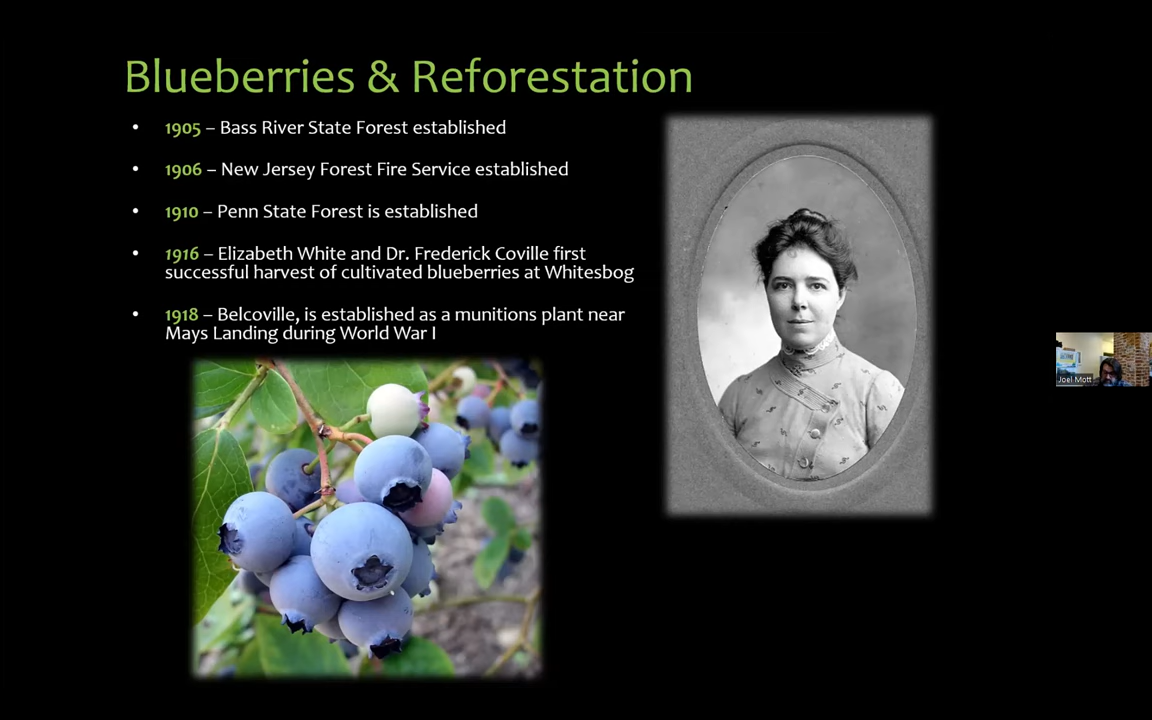 Blueberries & Reforestation
• 1905 – Bass River State Forest established
• 1906 – New Jersey Forest Fire Service established
• 1910 – Penn State Forest is established
• 1916 – Elizabeth White and Dr. Frederick Coville first
successful harvest of cultivated blueberries at Whitesbog
• 1918 – Belcoville, is established as a munitions plant near
Mays Landing during World War I
Joel Mott